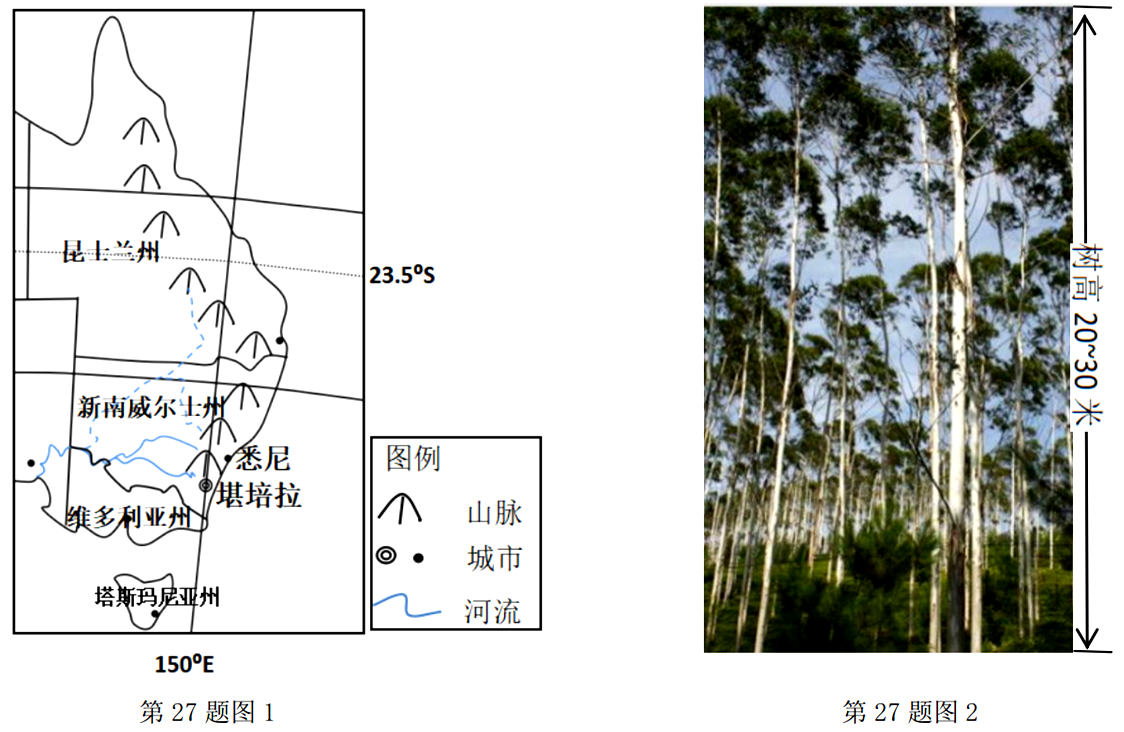 昆士兰州
23.5⁰S
新南威尔士州
悉尼
堪培拉
维多利亚州
塔斯玛尼亚州
150⁰E
图例
山脉
城市
河流
第 27 题图 1
树高 20~30 米
第 27 题图 2